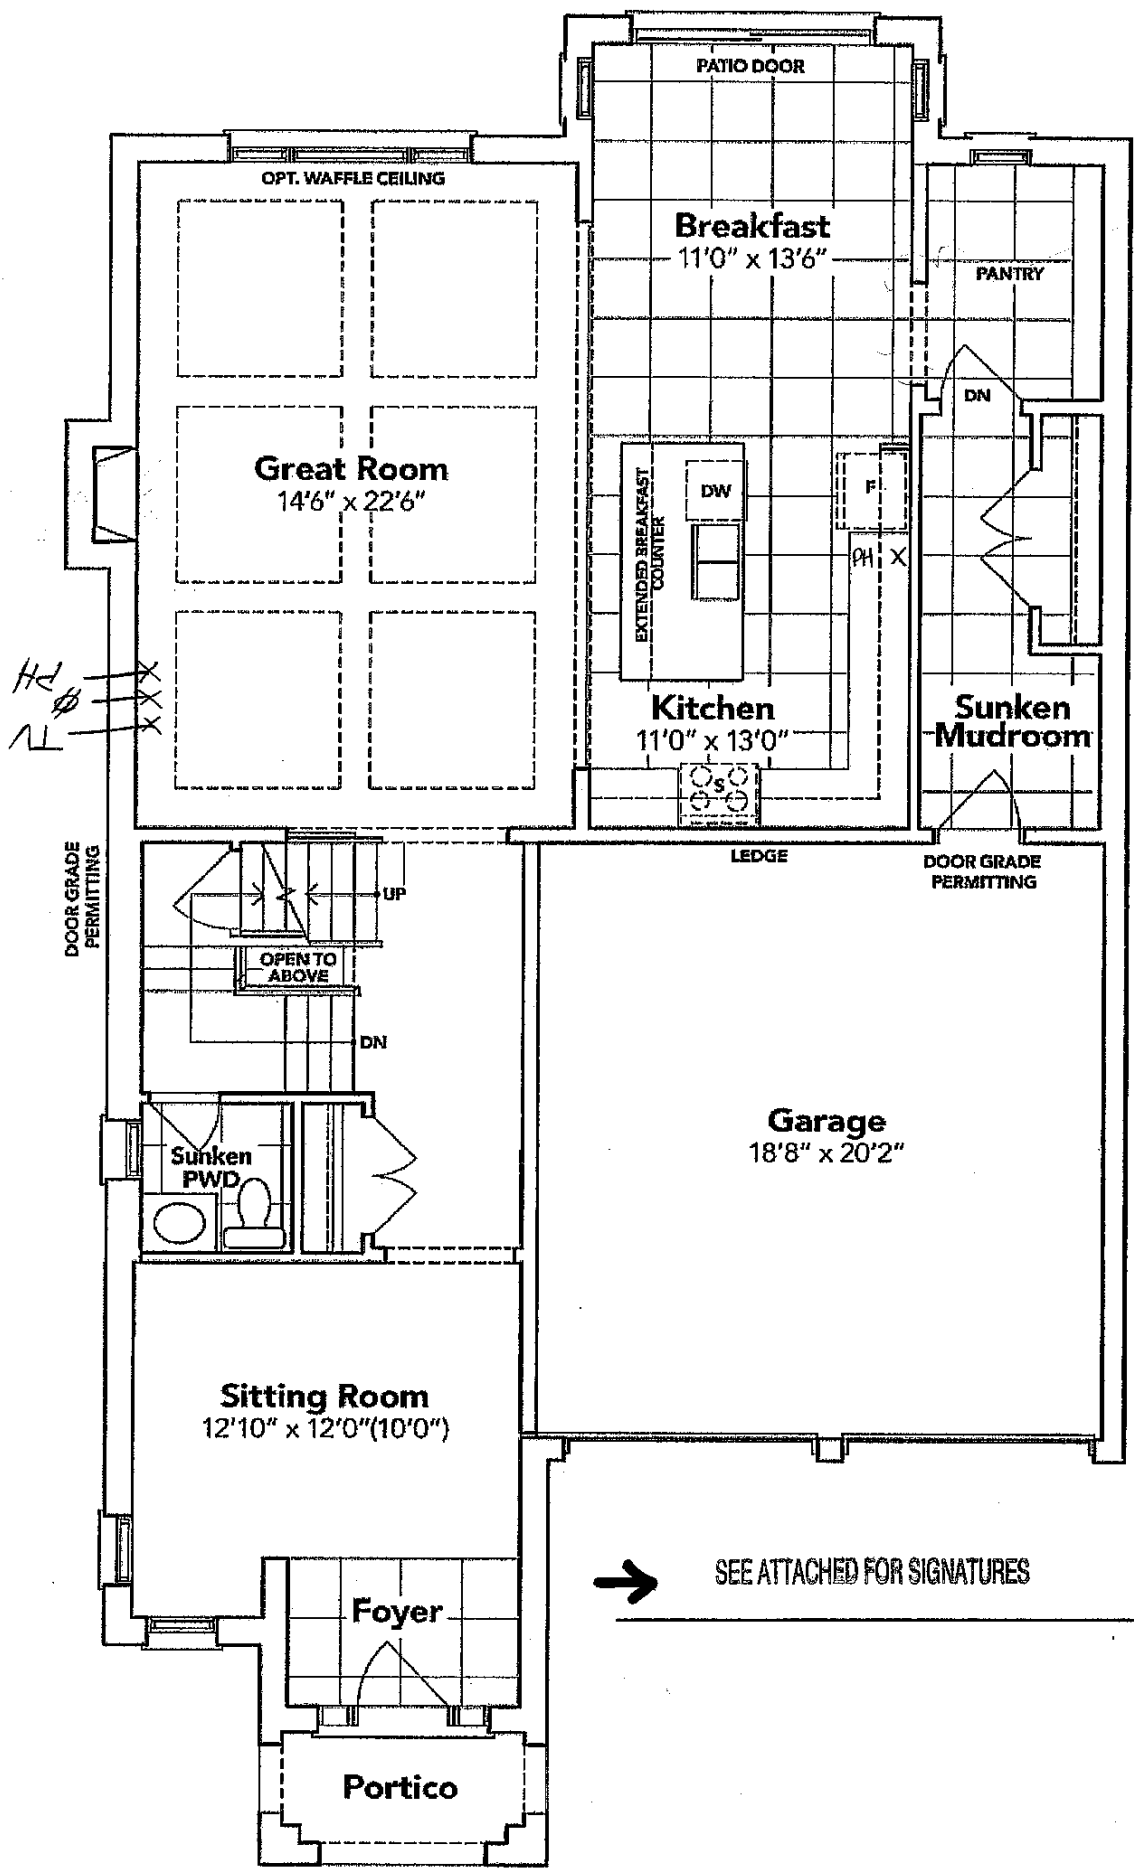 PATIO DOOR
OPT. WAFFLE CEILING
Breakfast
11'0" x 13'6"
PANTRY
DN
Great Room
14'6" x 22'6"
EXTENDED BREAKFAST
COUNTER
DW
F
PH X
PH
TV
Kitchen
11'0" x 13'0"
S
Sunken
Mudroom
DOOR GRADE
PERMITTING
LEDGE
DOOR GRADE
PERMITTING
UP
OPEN TO
ABOVE
DN
Sunken
PWD
Garage
18'8" x 20'2"
Sitting Room
12'10" x 12'0"(10'0")
SEE ATTACHED FOR SIGNATURES
Foyer
Portico